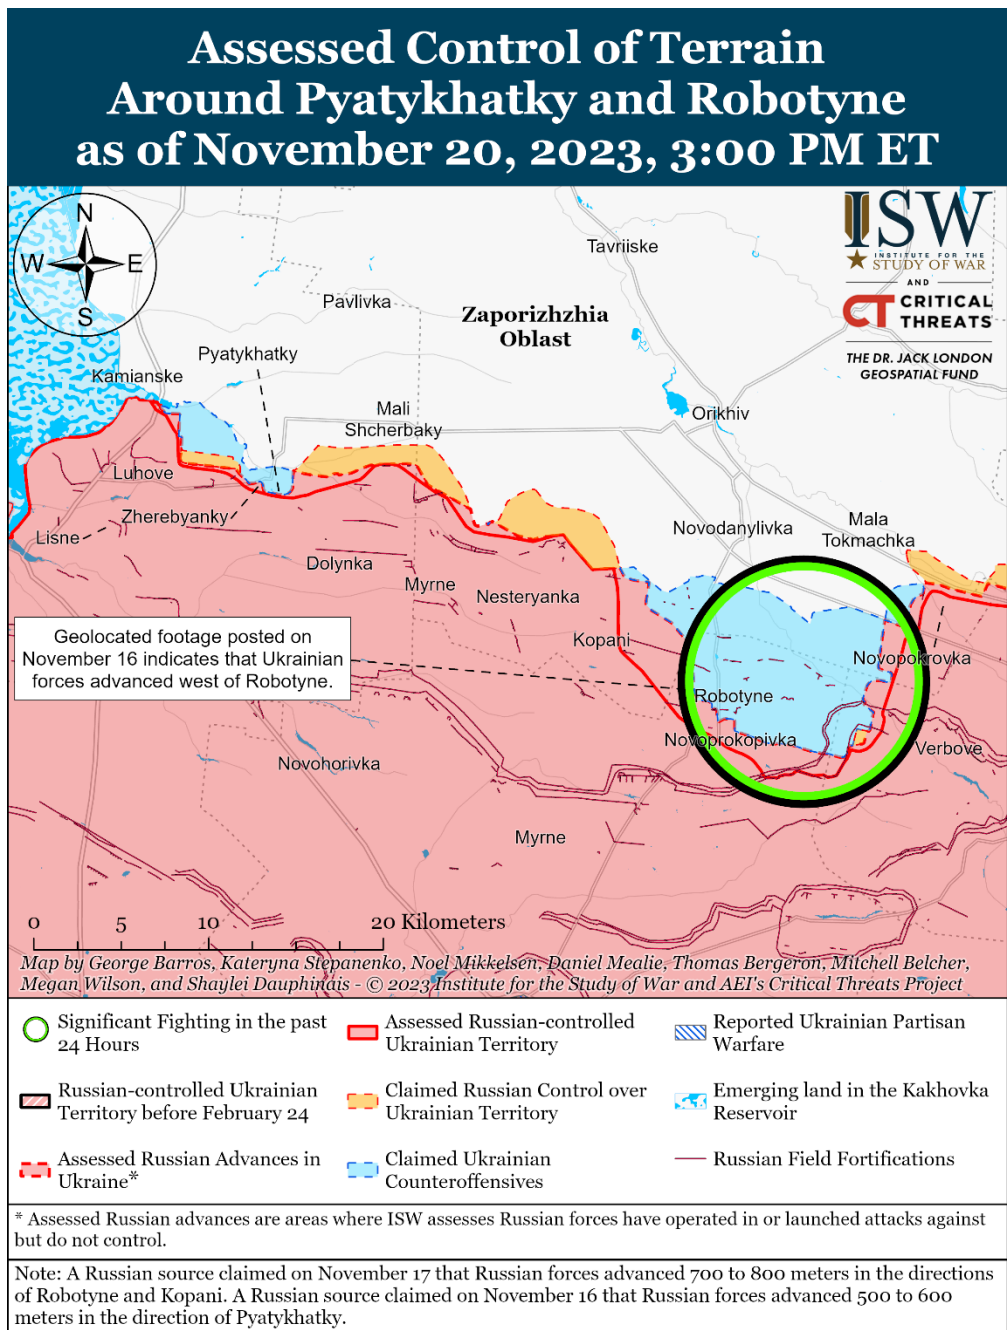 Assessed Control of Terrain
Around Pyatykhatky and Robotyne
as of November 20, 2023, 3:00 PM ET
N
W
E
S
ISW
INSTITUTE FOR THE
STUDY OF WAR
AND
CT CRITICAL
THREATS
THE DR. JACK LONDON
GEOSPATIAL FUND
Tavriiske
Pavlivka
Zaporizhzhia
Oblast
Pyatykhatky
Kamianske
Mali
Shcherbaky
Orikhiv
Luhove
Zherebyanky
Lisne
Novodanylivka
Mala
Tokmachka
Dolynka
Myrne
Nesteryanka
Kopani
Geolocated footage posted on
November 16 indicates that Ukrainian
forces advanced west of Robotyne.
Novopokrovka
Robotyne
Novoprokopivka
Verbove
Novohorivka
Myrne
0 5 10 20 Kilometers
Map by George Barros, Kateryna Stepanenko, Noel Mikkelsen, Daniel Mealie, Thomas Bergeron, Mitchell Belcher,
Megan Wilson, and Shaylei Dauphinais - © 2023 Institute for the Study of War and AEI's Critical Threats Project
Significant Fighting in the past
24 Hours
Assessed Russian-controlled
Ukrainian Territory
Reported Ukrainian Partisan
Warfare
Russian-controlled Ukrainian
Territory before February 24
Claimed Russian Control over
Ukrainian Territory
Emerging land in the Kakhovka
Reservoir
Assessed Russian Advances in
Ukraine*
Claimed Ukrainian
Counteroffensives
Russian Field Fortifications
* Assessed Russian advances are areas where ISW assesses Russian forces have operated in or launched attacks against
but do not control.
Note: A Russian source claimed on November 17 that Russian forces advanced 700 to 800 meters in the directions
of Robotyne and Kopani. A Russian source claimed on November 16 that Russian forces advanced 500 to 600
meters in the direction of Pyatykhatky.